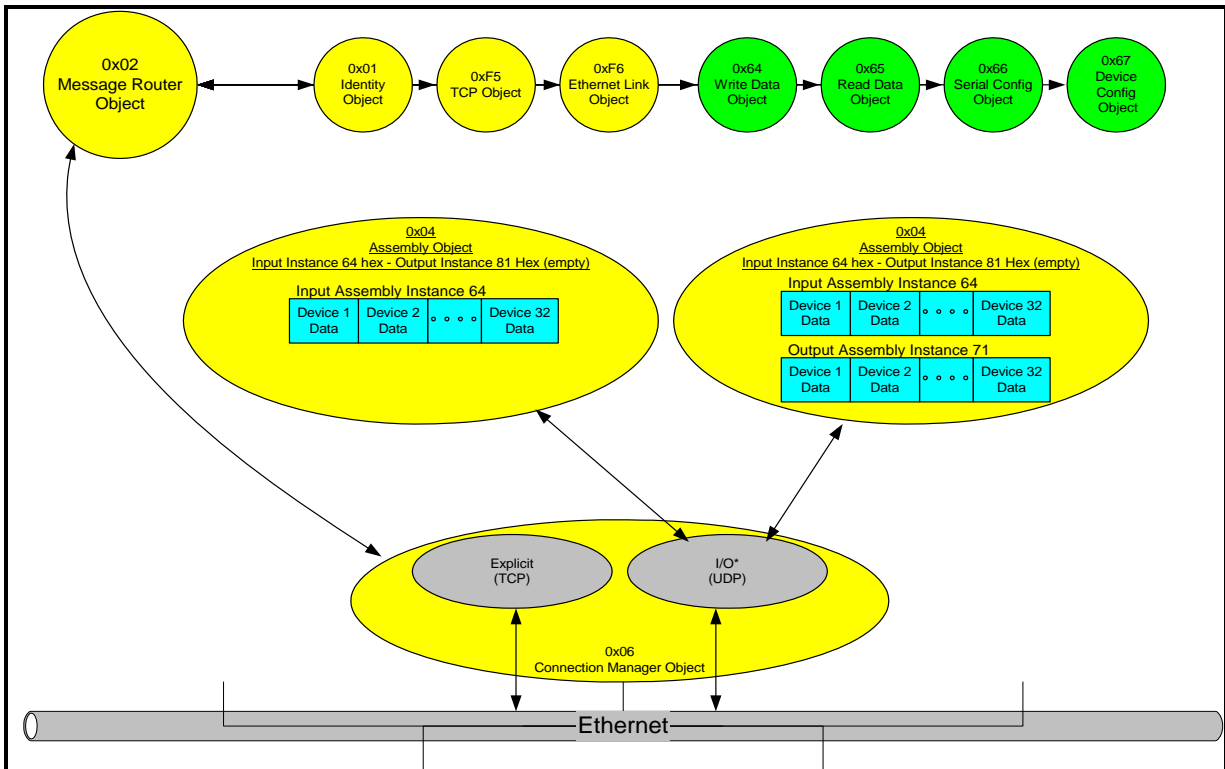 0x02
Message Router
Object
0x01
Identity
Object
0xF5
TCP Object
0xF6
Ethernet Link
Object
0x64
Write Data
Object
0x65
Read Data
Object
0x66
Serial Config
Object
0x67
Device
Config
Object
0x04
Assembly Object
Input Instance 64 hex - Output Instance 81 Hex (empty)
Input Assembly Instance 64
Device 1
Data
Device 2
Data
Device 32
Data
0x04
Assembly Object
Input Instance 64 hex - Output Instance 81 Hex (empty)
Input Assembly Instance 64
Device 1
Data
Device 2
Data
Device 32
Data
Output Assembly Instance 71
Device 1
Data
Device 2
Data
Device 32
Data
Explicit
(TCP)
I/O*
(UDP)
0x06
Connection Manager Object
Ethernet